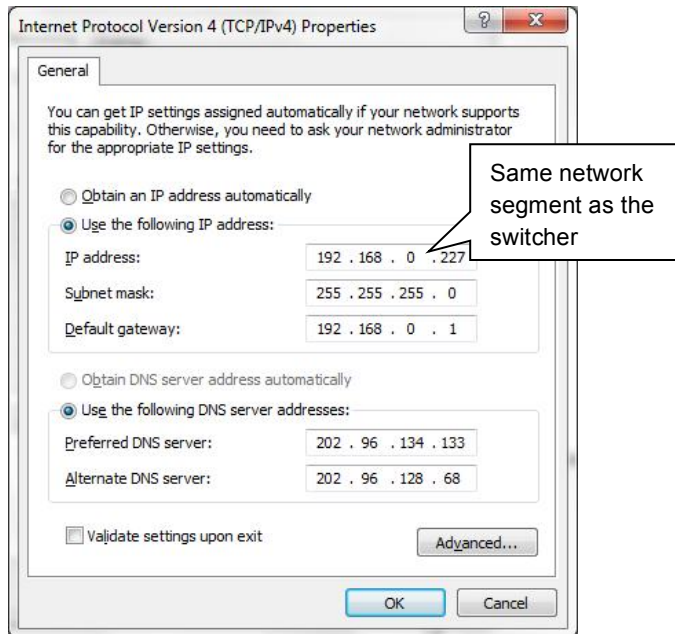 Internet Protocol Version 4 (TCP/IPv4) Properties
General
You can get IP settings assigned automatically if your network supports
this capability. Otherwise, you need to ask your network administrator
for the appropriate IP settings.
Obtain an IP address automatically
Use the following IP address:
IP address: 192 . 168 . 0 . 227
Subnet mask: 255 . 255 . 255 . 0
Default gateway: 192 . 168 . 0 . 1
Obtain DNS server address automatically
Use the following DNS server addresses:
Preferred DNS server: 202 . 96 . 134 . 133
Alternate DNS server: 202 . 96 . 128 . 68
Validate settings upon exit
Advanced...
OK Cancel
Same network
segment as the
switcher